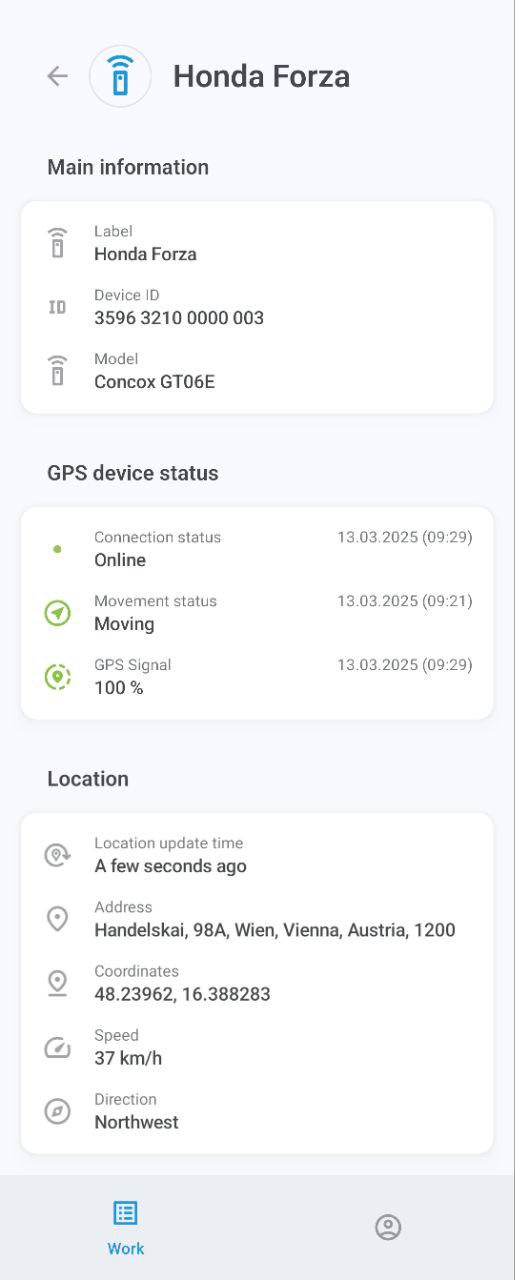 Honda Forza
Main information
Label
Honda Forza
ID
Device ID
3596 3210 0000 003
Model
Concox GT06E
GPS device status
Connection status 13.03.2025 (09:29)
Online
Movement status 13.03.2025 (09:21)
Moving
GPS Signal 13.03.2025 (09:29)
100 %
Location
Location update time
A few seconds ago
Address
Handelskai, 98A, Wien, Vienna, Austria, 1200
Coordinates
48.23962, 16.388283
Speed
37 km/h
Direction
Northwest
Work